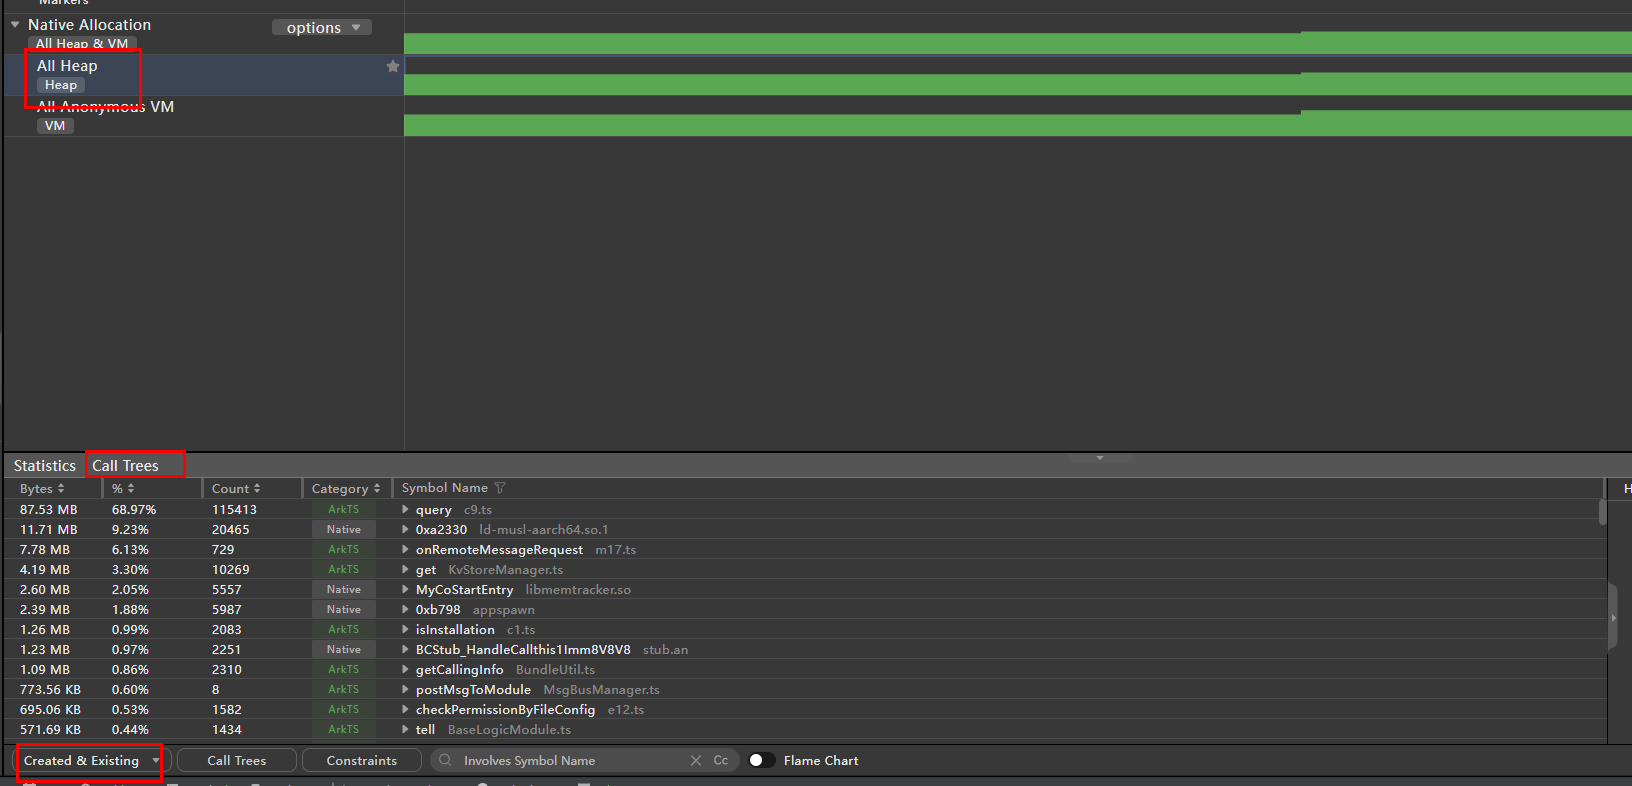 Markers
Native Allocation options
All Heap & VM
All Heap
Heap
All Anonymous VM
VM
Statistics Call Trees
Bytes % Count Category Symbol Name H
87.53 MB 68.97% 115413 ArkTS query c9.ts
11.71 MB 9.23% 20465 Native 0xa2330 ld-musl-aarch64.so.1
7.78 MB 6.13% 729 ArkTS onRemoteMessageRequest m17.ts
4.19 MB 3.30% 10269 ArkTS get KvStoreManager.ts
2.60 MB 2.05% 5557 Native MyCoStartEntry libmemtracker.so
2.39 MB 1.88% 5987 Native 0xb798 appspawn
1.26 MB 0.99% 2083 ArkTS isInstallation c1.ts
1.23 MB 0.97% 2251 Native BCStub_HandleCallthis1Imm8V8V8 stub.an
1.09 MB 0.86% 2310 ArkTS getCallingInfo BundleUtil.ts
773.56 KB 0.60% 8 ArkTS postMsgToModule MsgBusManager.ts
695.06 KB 0.53% 1582 ArkTS checkPermissionByFileConfig e12.ts
571.69 KB 0.44% 1434 ArkTS tell BaseLogicModule.ts
Created & Existing Call Trees Constraints Involves Symbol Name Cc Flame Chart